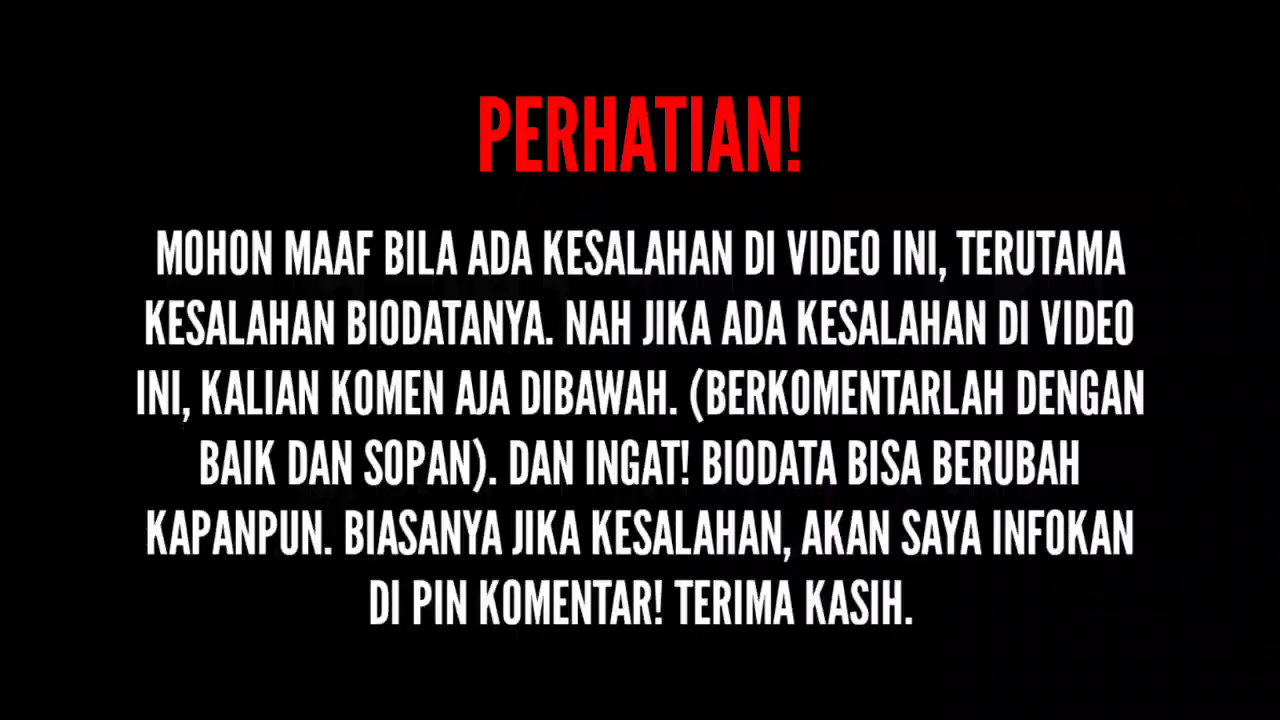 PERHATIAN!
MOHON MAAF BILA ADA KESALAHAN DI VIDEO INI, TERUTAMA
KESALAHAN BIODATANYA. NAH JIKA ADA KESALAHAN DI VIDEO
INI, KALIAN KOMEN AJA DIBAWAH. (BERKOMENTARLAH DENGAN
BAIK DAN SOPAN). DAN INGAT! BIODATA BISA BERUBAH
KAPANPUN. BIASANYA JIKA KESALAHAN, AKAN SAYA INFOKAN
DI PIN KOMENTAR! TERIMA KASIH.